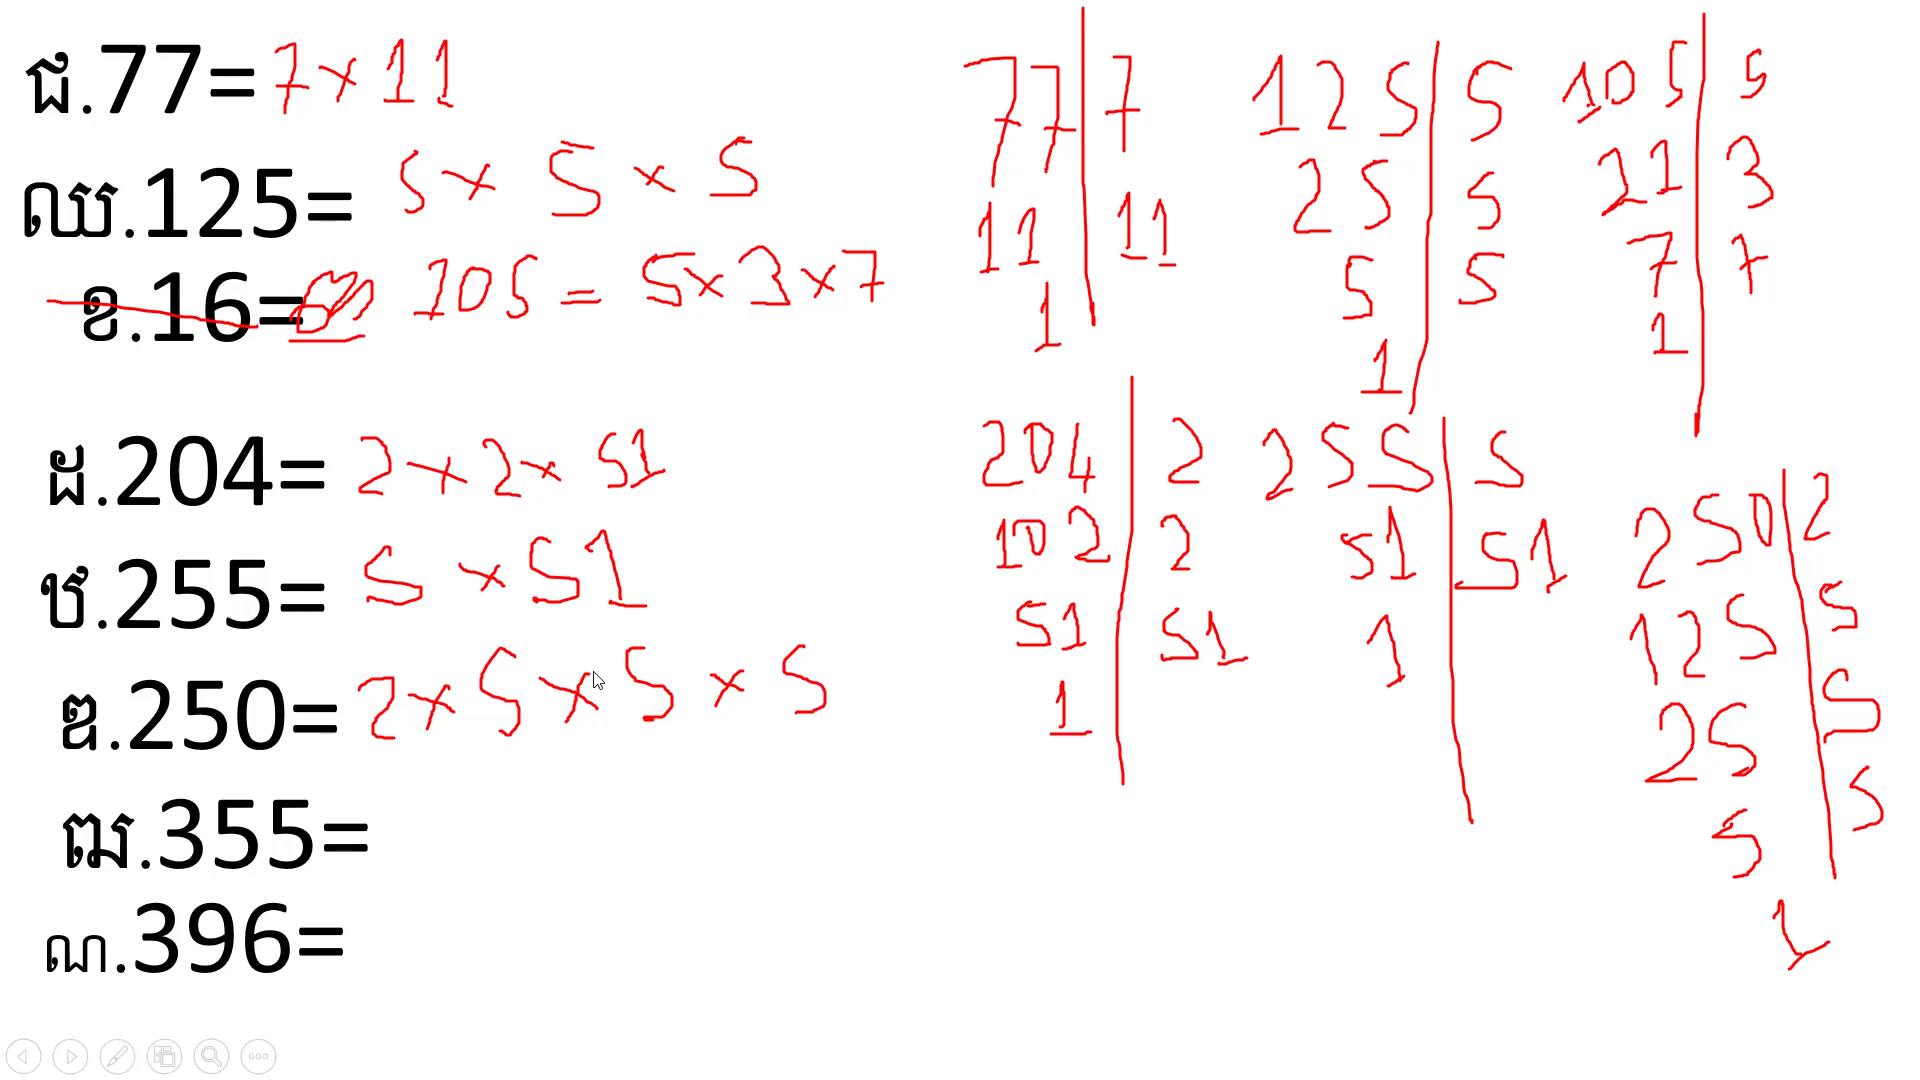 ជ.77= 7 × 11
ឈ.125= 5 × 5 × 5
ខ.16= 105 = 5 × 3 × 7
ដ.204= 2 × 2 × 51
ឋ.255= 5 × 51
ឌ.250= 2 × 5 × 5 × 5
ឍ.355=
ណ.396=
77 7
11 11
1
125 5
25 5
5 5
1
105 5
21 3
7 7
1
204 2
102 2
51 51
1
255 5
51 51
1
250 2
125 5
25 5
5 5
1